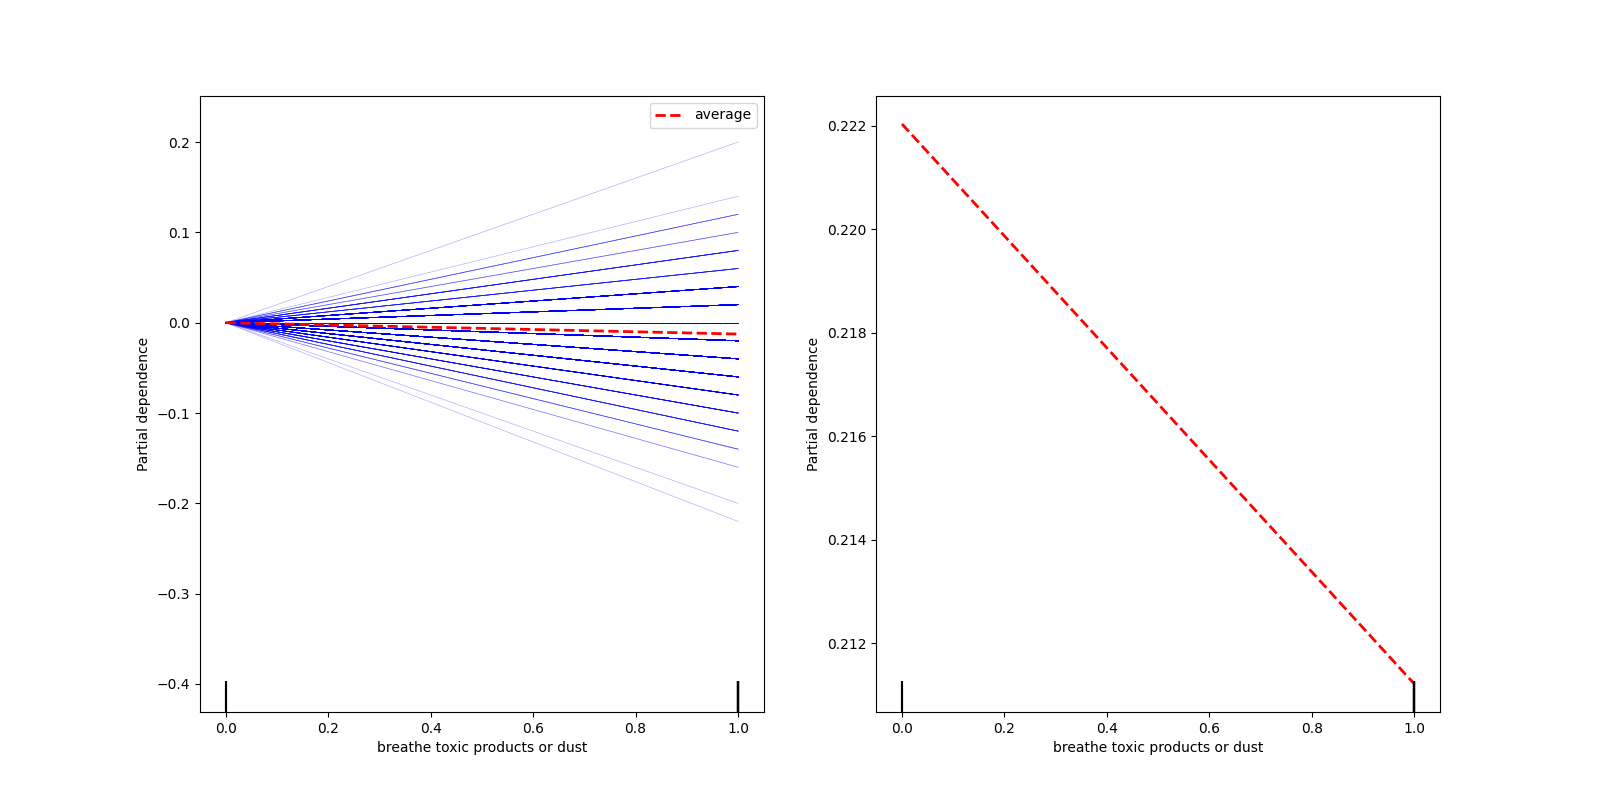 average
0.2
0.1
0.0
−0.1
−0.2
−0.3
−0.4
Partial dependence
0.0 0.2 0.4 0.6 0.8 1.0
breathe toxic products or dust
0.222
0.220
0.218
0.216
0.214
0.212
Partial dependence
0.0 0.2 0.4 0.6 0.8 1.0
breathe toxic products or dust